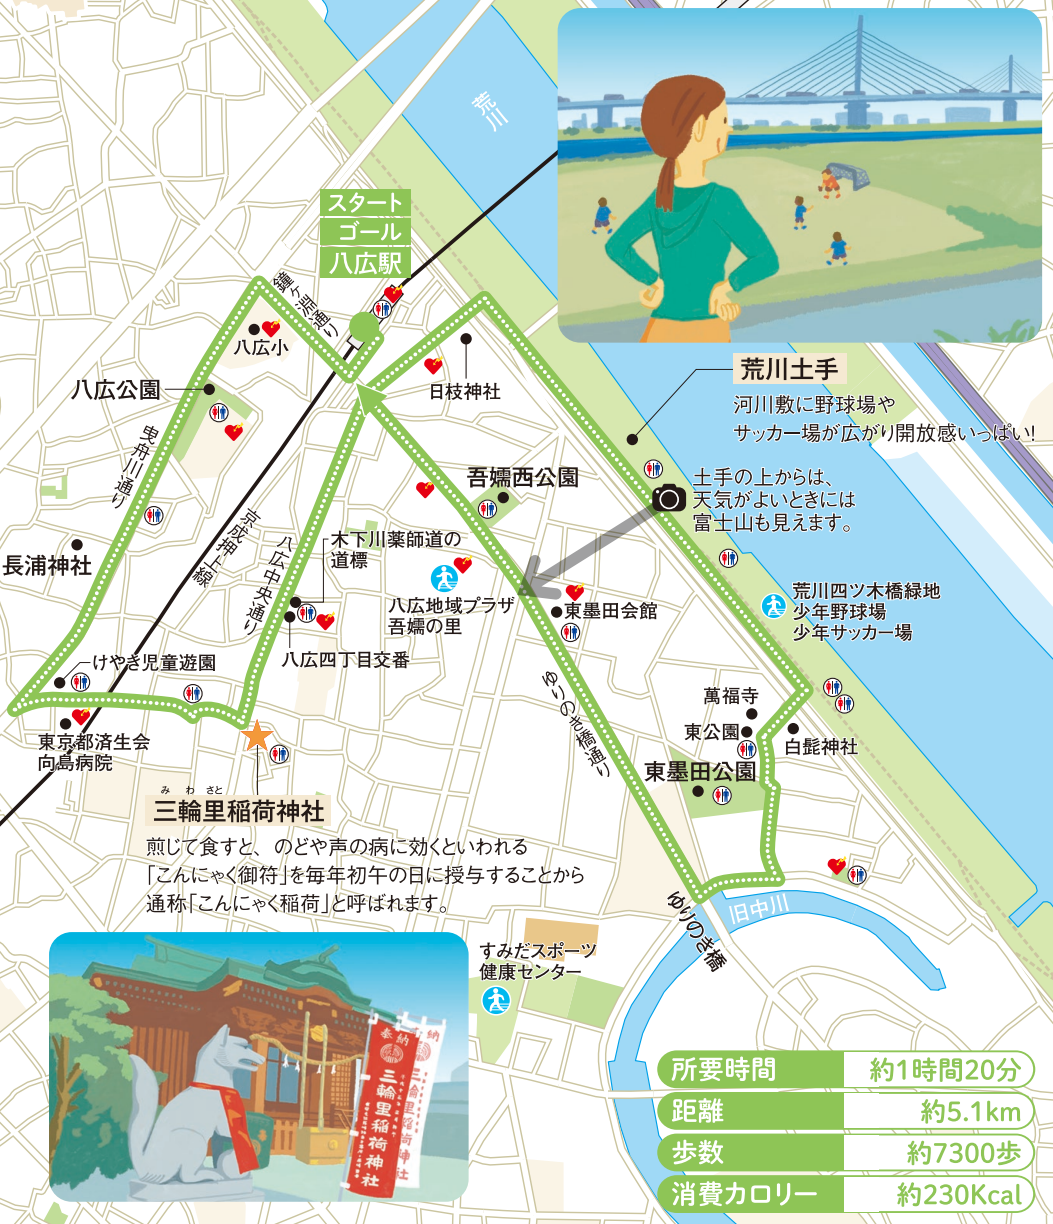 荒川
スタート
ゴール
八広駅
鐘ヶ淵通り
八広小
八広公園
日枝神社
荒川土手
河川敷に野球場や
サッカー場が広がり開放感いっぱい!
土手の上からは、
天気がよいときには
富士山も見えます。
曳舟川通り
吾嬬西公園
京成押上線
八広中央通り
木下川薬師道の
道標
長浦神社
八広地域プラザ
吾嬬の里
東墨田会館
荒川四ツ木橋緑地
少年野球場
少年サッカー場
八広四丁目交番
けやき児童遊園
ゆりのき橋通り
萬福寺
東公園
白髭神社
東京都済生会
向島病院
東墨田公園
み わ さと
三輪里稲荷神社
煎じて食すと、のどや声の病に効くといわれる
「こんにゃく御符」を毎年初午の日に授与することから
通称「こんにゃく稲荷」と呼ばれます。
旧中川
ゆりのき橋
すみだスポーツ
健康センター
奉納
三輪里稲荷神社
納
三輪里稲荷神社
所要時間 約1時間20分
距離 約5.1km
歩数 約7300歩
消費カロリー 約230Kcal